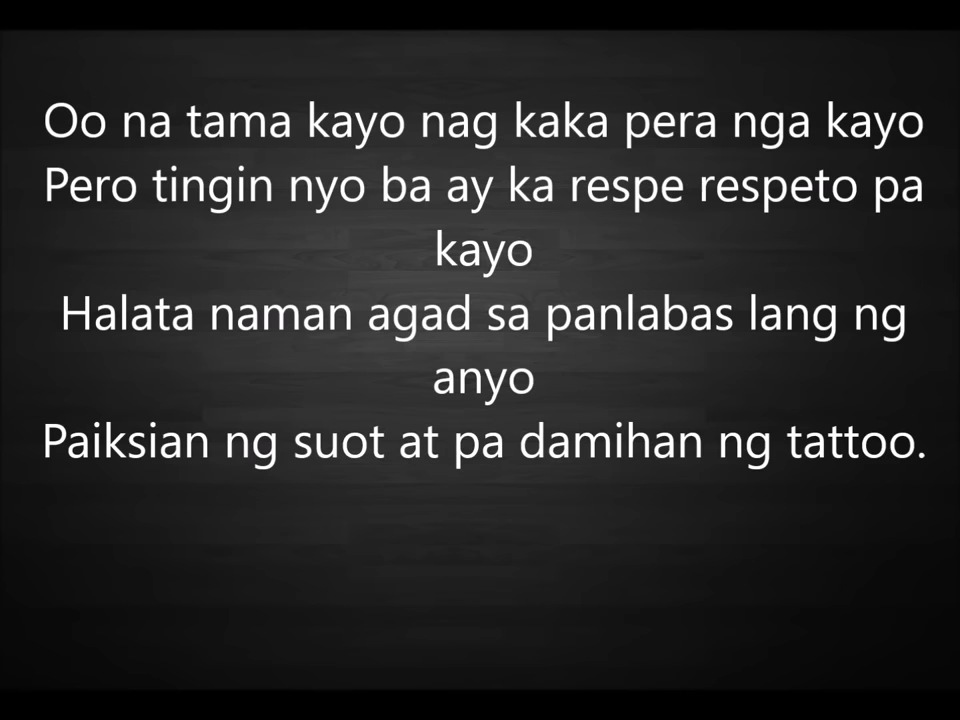 Oo na tama kayo nag kaka pera nga kayo
Pero tingin nyo ba ay ka respe respeto pa
kayo
Halata naman agad sa panlabas lang ng
anyo
Paiksian ng suot at pa damihan ng tattoo.